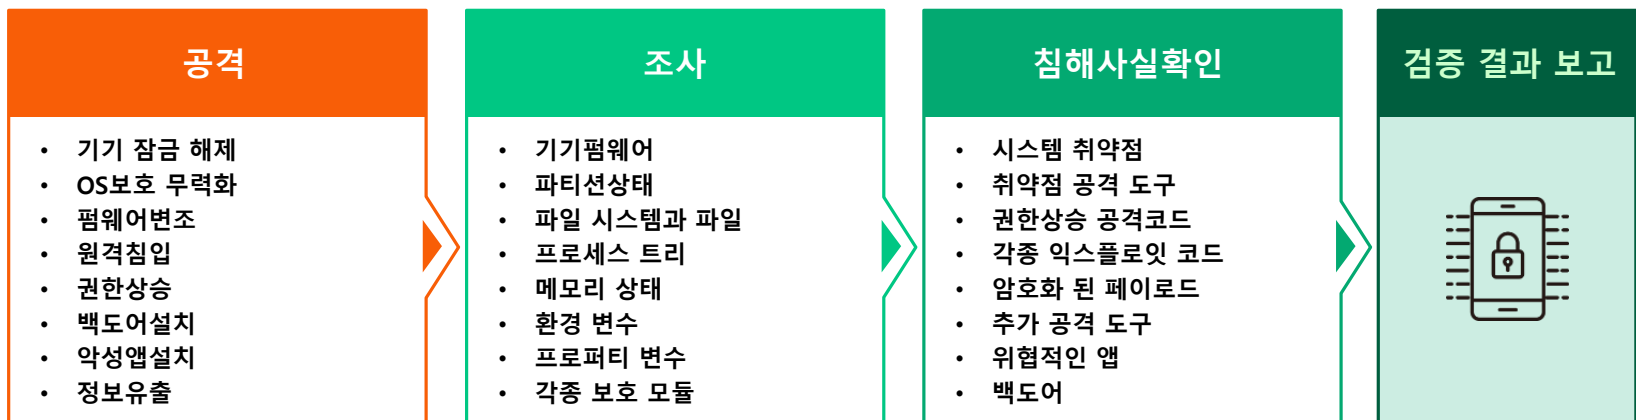 공격
• 기기 잠금 해제
• OS보호 무력화
• 펌웨어변조
• 원격침입
• 권한상승
• 백도어설치
• 악성앱설치
• 정보유출
조사
• 기기펌웨어
• 파티션상태
• 파일 시스템과 파일
• 프로세스 트리
• 메모리 상태
• 환경 변수
• 프로퍼티 변수
• 각종 보호 모듈
침해사실확인
• 시스템 취약점
• 취약점 공격 도구
• 권한상승 공격코드
• 각종 익스플로잇 코드
• 암호화 된 페이로드
• 추가 공격 도구
• 위협적인 앱
• 백도어
검증 결과 보고